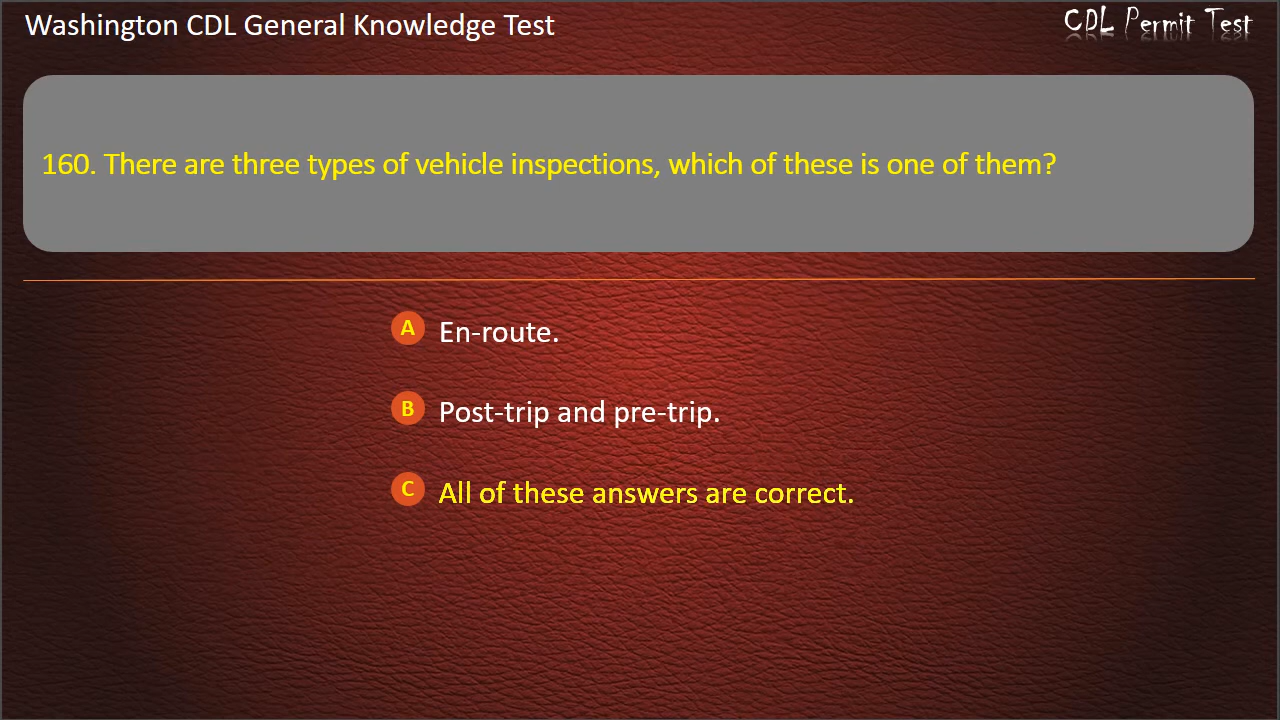 Washington CDL General Knowledge Test
CDL Permit Test
160. There are three types of vehicle inspections, which of these is one of them?
A En-route.
B Post-trip and pre-trip.
C All of these answers are correct.